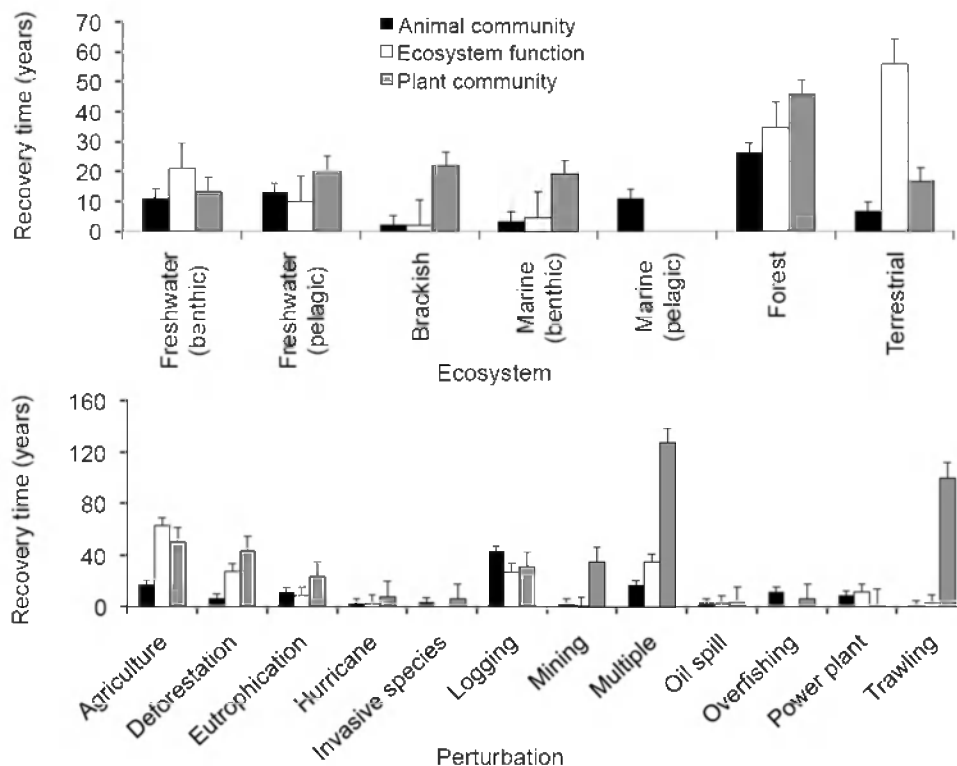 Recovery time (years)
70
60
50
40
30
20
10
0
Animal community
Ecosystem function
Plant community
Freshwater
(benthic)
Freshwater
(pelagic)
Brackish
Marine
(benthic)
Marine
(pelagic)
Forest
Terrestrial
Ecosystem
Recovery time (years)
160
120
80
40
0
Agriculture
Deforestation
Eutrophication
Hurricane
Invasive species
Logging
Mining
Multiple
Oil spill
Overfishing
Power plant
Trawling
Perturbation